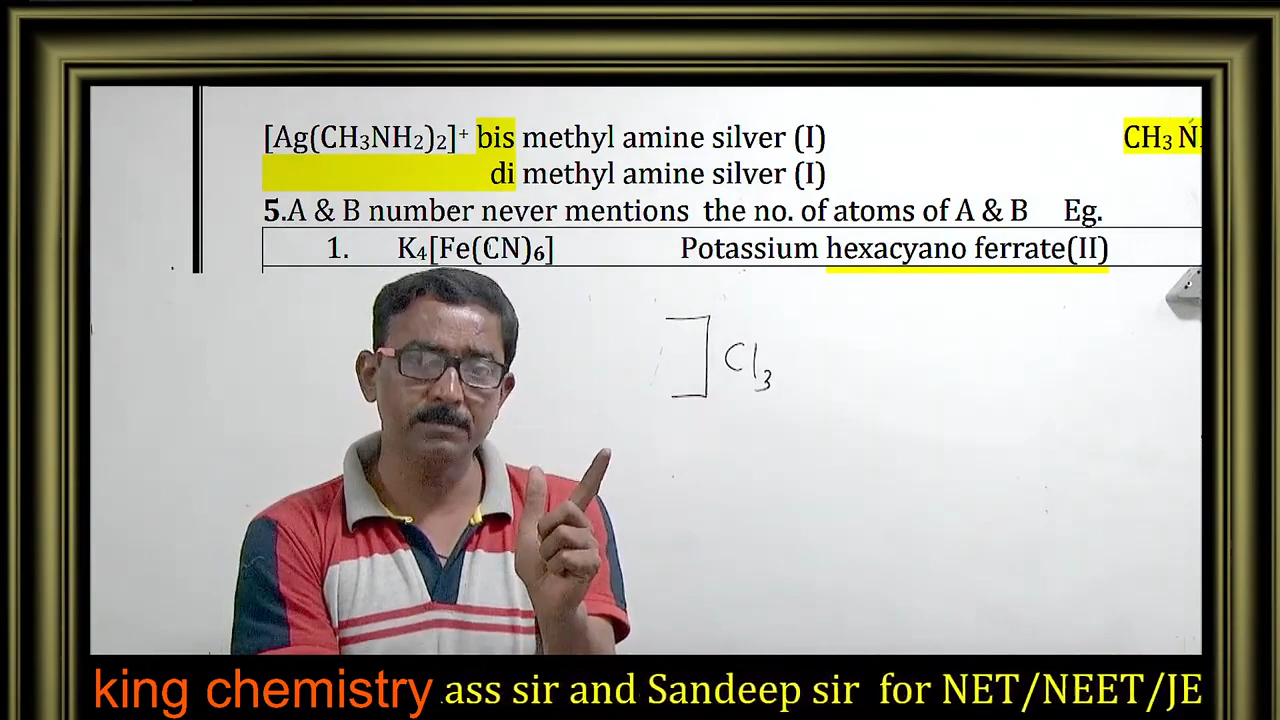 [Ag(CH₃NH₂)₂]⁺ bis methyl amine silver (I)
CH₃
di methyl amine silver (I)
5.A & B number never mentions the no. of atoms of A & B Eg.
1. K₄[Fe(CN)₆] Potassium hexacyano ferrate(II)
] Cl₃
king chemistry ass sir and Sandeep sir for NET/NEET/JE